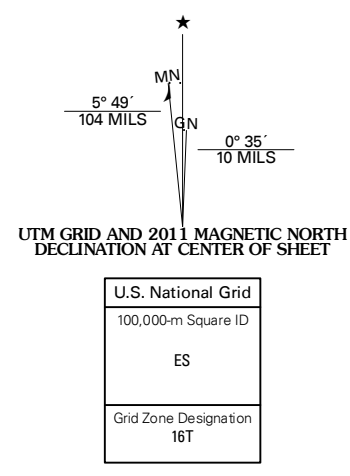 ★
MN
5° 49´
104 MILS
GN
0° 35´
10 MILS
UTM GRID AND 2011 MAGNETIC NORTH
DECLINATION AT CENTER OF SHEET
U.S. National Grid
100,000-m Square ID
ES
Grid Zone Designation
16T